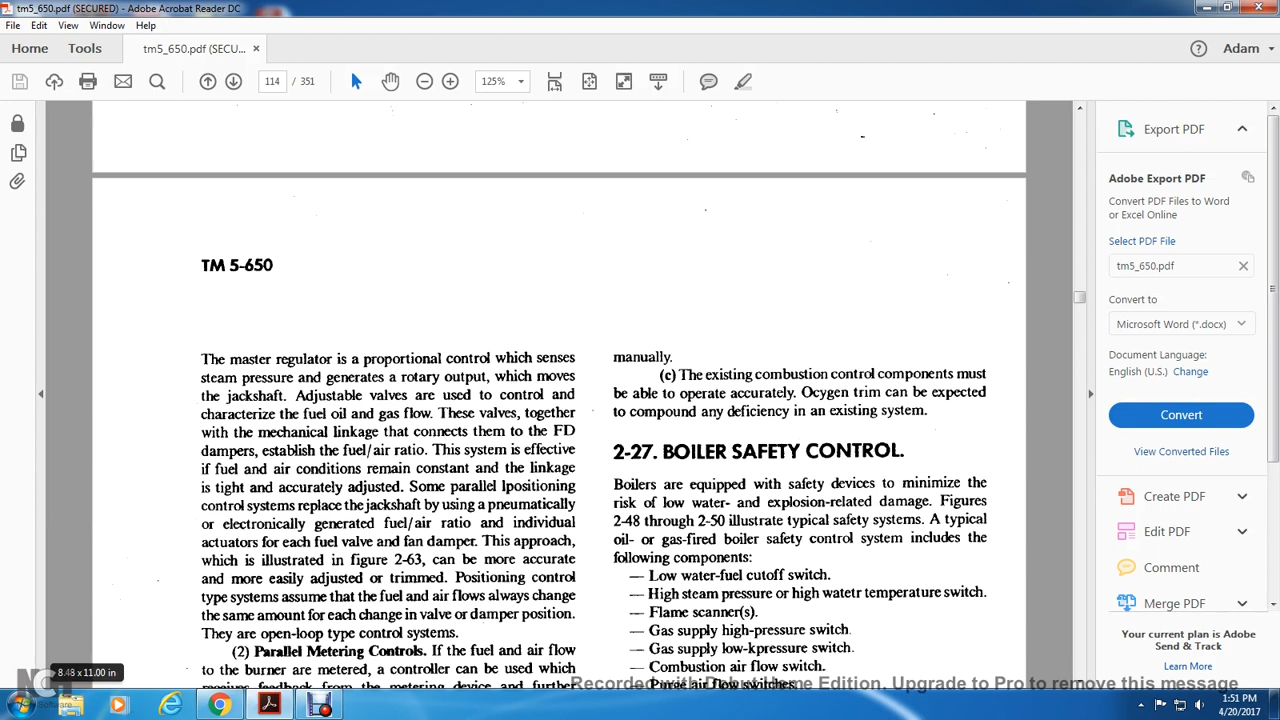 tm5_650.pdf (SECURED) - Adobe Acrobat Reader DC
File Edit View Window Help
Home Tools tm5_650.pdf (SECU... × Adam
114 / 351 125%
TM 5-650
The master regulator is a proportional control which senses
steam pressure and generates a rotary output, which moves
the jackshaft. Adjustable valves are used to control and
characterize the fuel oil and gas flow. These valves, together
with the mechanical linkage that connects them to the FD
dampers, establish the fuel/air ratio. This system is effective
if fuel and air conditions remain constant and the linkage
is tight and accurately adjusted. Some parallel lpositioning
control systems replace the jackshaft by using a pneumatically
or electronically generated fuel/air ratio and individual
actuators for each fuel valve and fan damper. This approach,
which is illustrated in figure 2-63, can be more accurate
and more easily adjusted or trimmed. Positioning control
type systems assume that the fuel and air flows always change
the same amount for each change in valve or damper position.
They are open-loop type control systems.
(2) Parallel Metering Controls. If the fuel and air flow
to the burner are metered, a controller can be used which
receive feedback from the metering device and further
manually.
(c) The existing combustion control components must
be able to operate accurately. Ocygen trim can be expected
to compound any deficiency in an existing system.
2-27. BOILER SAFETY CONTROL.
Boilers are equipped with safety devices to minimize the
risk of low water- and explosion-related damage. Figures
2-48 through 2-50 illustrate typical safety systems. A typical
oil- or gas-fired boiler safety control system includes the
following components:
— Low water-fuel cutoff switch.
— High steam pressure or high watetr temperature switch.
— Flame scanner(s).
— Gas supply high-pressure switch.
— Gas supply low-kpressure switch.
— Combustion air flow switch.
— Purge air flow switches.
Export PDF
Adobe Export PDF
Convert PDF Files to Word
or Excel Online
Select PDF File
tm5_650.pdf
Convert to
Microsoft Word (*.docx)
Document Language:
English (U.S.) Change
Convert
View Converted Files
Create PDF
Edit PDF
Comment
Merge PDF
Your current plan is Adobe
Send & Track
Learn More
8.48 x 11.00 in
NCH
Software
Recorded with Debut Home Edition. Upgrade to Pro to remove this message
1:51 PM
4/20/2017